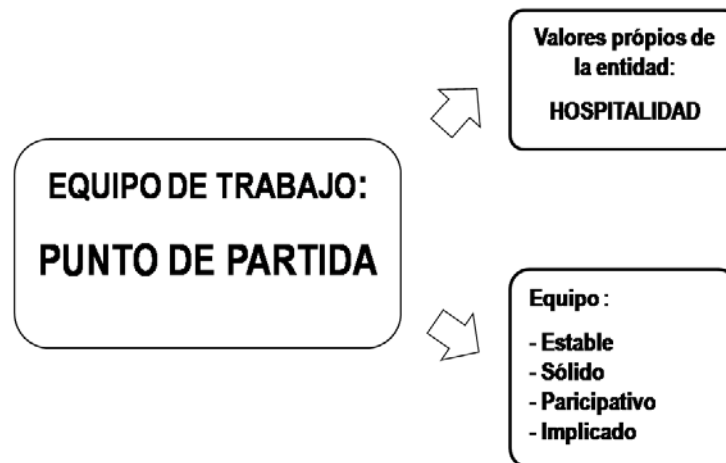 EQUIPO DE TRABAJO:
PUNTO DE PARTIDA
Valores própios de
la entidad:
HOSPITALIDAD
Equipo :
- Estable
- Sólido
- Paricipativo
- Implicado